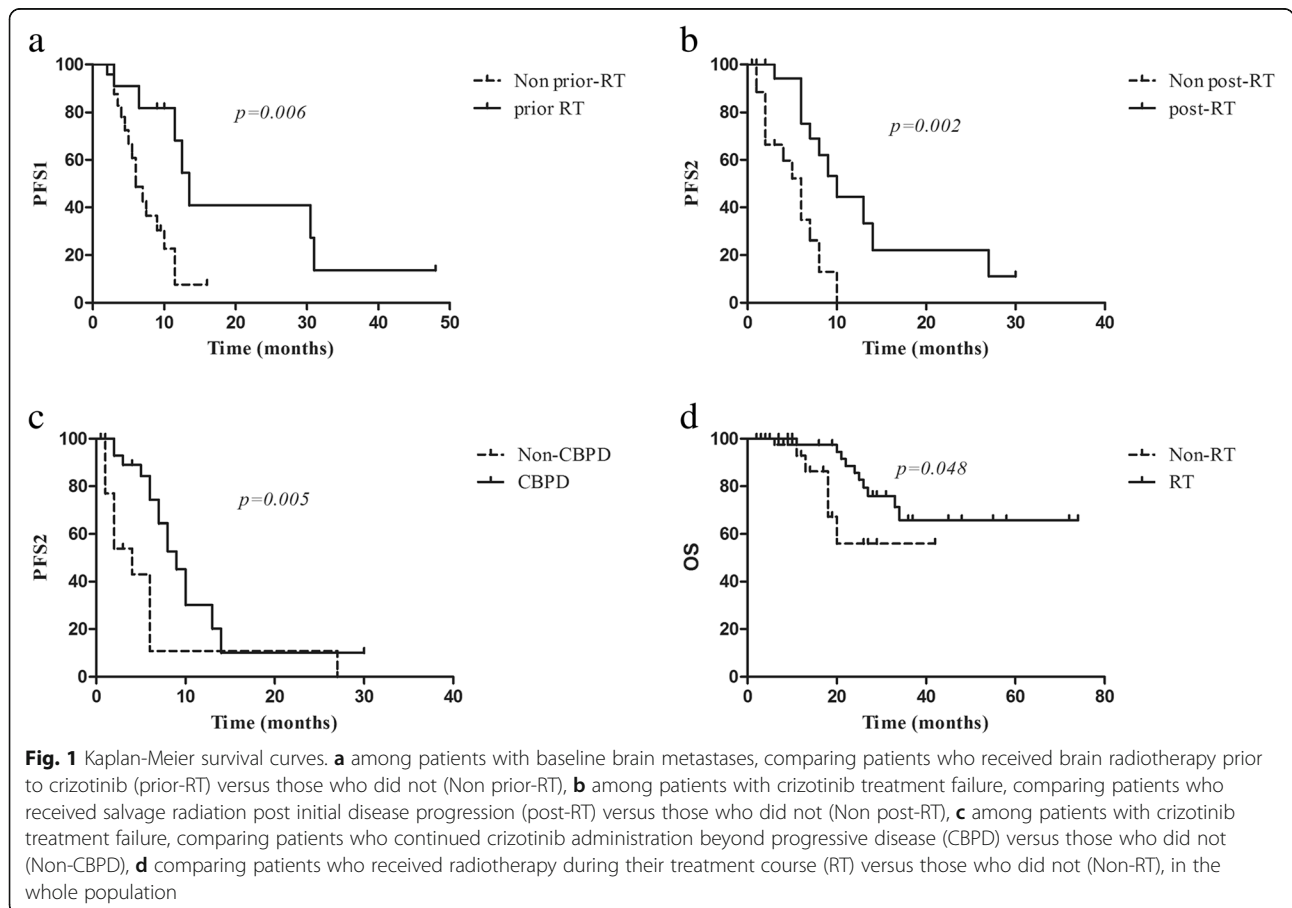 a
100
80
60
40
20
0
PFS1
0 10 20 30 40 50
Time (months)
p=0.006
Non prior-RT
prior RT
b
100
80
60
40
20
0
PFS2
0 10 20 30 40
Time (months)
p=0.002
Non post-RT
post-RT
c
100
80
60
40
20
0
PFS2
0 10 20 30 40
Time (months)
p=0.005
Non-CBPD
CBPD
d
100
80
60
40
20
0
OS
0 20 40 60 80
Time (months)
p=0.048
Non-RT
RT
Fig. 1 Kaplan-Meier survival curves. a among patients with baseline brain metastases, comparing patients who received brain radiotherapy prior
to crizotinib (prior-RT) versus those who did not (Non prior-RT), b among patients with crizotinib treatment failure, comparing patients who
received salvage radiation post initial disease progression (post-RT) versus those who did not (Non post-RT), c among patients with crizotinib
treatment failure, comparing patients who continued crizotinib administration beyond progressive disease (CBPD) versus those who did not
(Non-CBPD), d comparing patients who received radiotherapy during their treatment course (RT) versus those who did not (Non-RT), in the
whole population